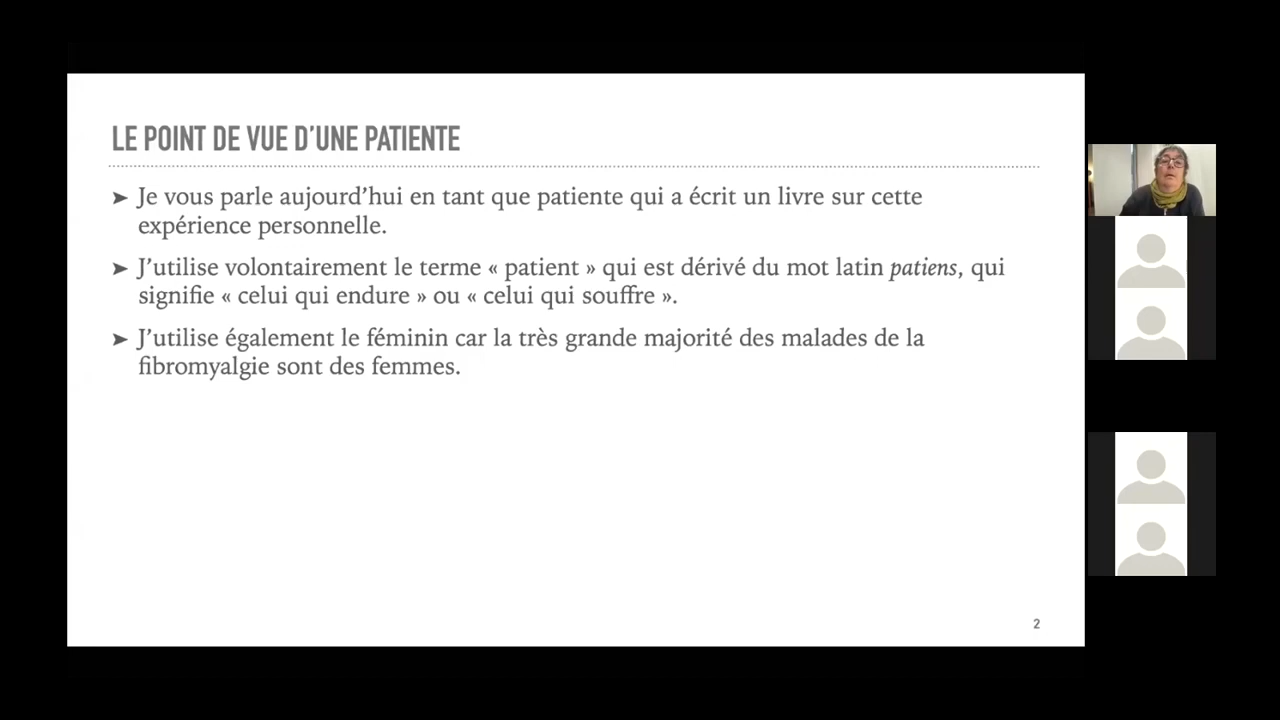 LE POINT DE VUE D’UNE PATIENTE
➤ Je vous parle aujourd’hui en tant que patiente qui a écrit un livre sur cette
expérience personnelle.
➤ J’utilise volontairement le terme « patient » qui est dérivé du mot latin patiens, qui
signifie « celui qui endure » ou « celui qui souffre ».
➤ J’utilise également le féminin car la très grande majorité des malades de la
fibromyalgie sont des femmes.
2